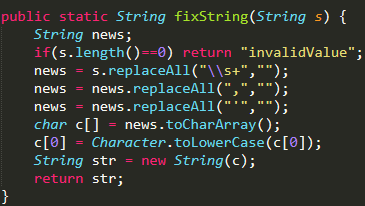 public static String fixString(String s) {
    String news;
    if(s.length()==0) return "invalidValue";
    news = s.replaceAll("\\s+","");
    news = news.replaceAll(",","");
    news = news.replaceAll("'","");
    char c[] = news.toCharArray();
    c[0] = Character.toLowerCase(c[0]);
    String str = new String(c);
    return str;
}